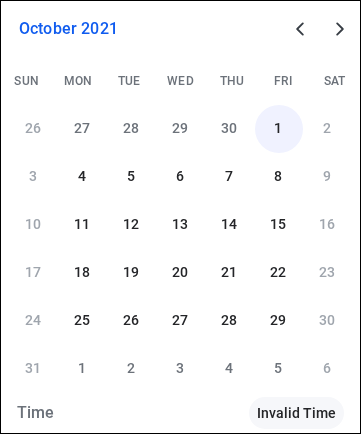 October 2021
SUN MON TUE WED THU FRI SAT
26 27 28 29 30 1 2
3 4 5 6 7 8 9
10 11 12 13 14 15 16
17 18 19 20 21 22 23
24 25 26 27 28 29 30
31 1 2 3 4 5 6
Time Invalid Time